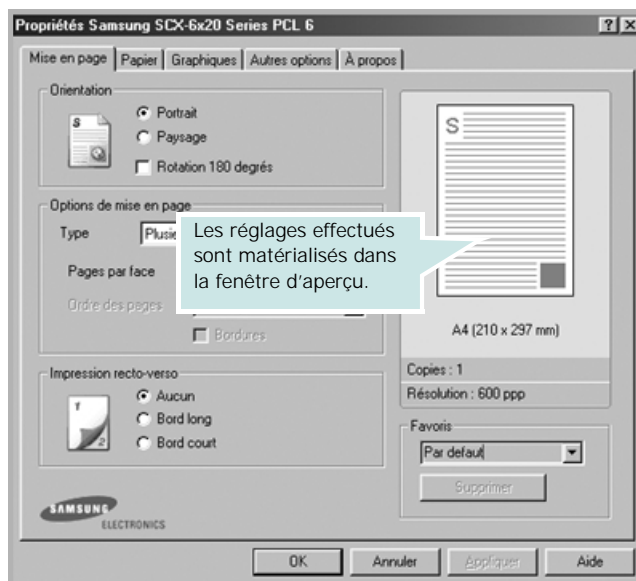 Propriétés Samsung SCX-6x20 Series PCL 6
Mise en page Papier Graphiques Autres options À propos
Orientation
S
Portrait
Paysage
Rotation 180 degrés
Options de mise en page
Type
Pages par face
Ordre des pages
Bordures
Les réglages effectués
sont matérialisés dans
la fenêtre d'aperçu.
Impression recto-verso
1
2
Aucun
Bord long
Bord court
SAMSUNG
ELECTRONICS
S
A4 (210 x 297 mm)
Copies : 1
Résolution : 600 ppp
Favoris
Par defaut
Supprimer
OK Annuler Appliquer Aide